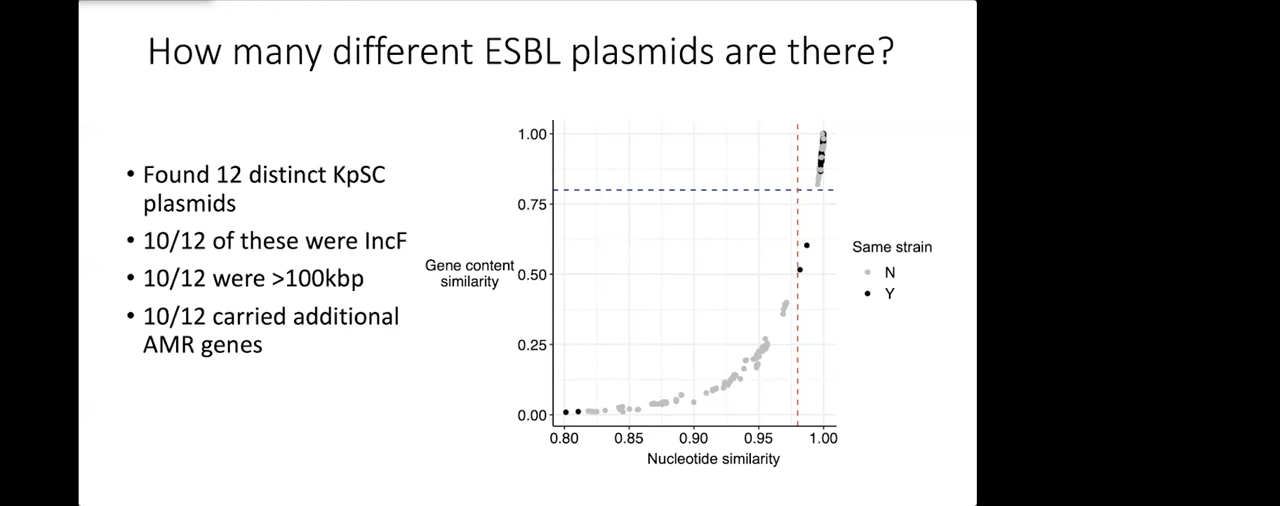 How many different ESBL plasmids are there?
• Found 12 distinct KpSC
plasmids
• 10/12 of these were IncF
• 10/12 were >100kbp
• 10/12 carried additional
AMR genes
Gene content
similarity
1.00
0.75
0.50
0.25
0.00
0.80 0.85 0.90 0.95 1.00
Nucleotide similarity
Same strain
N
Y